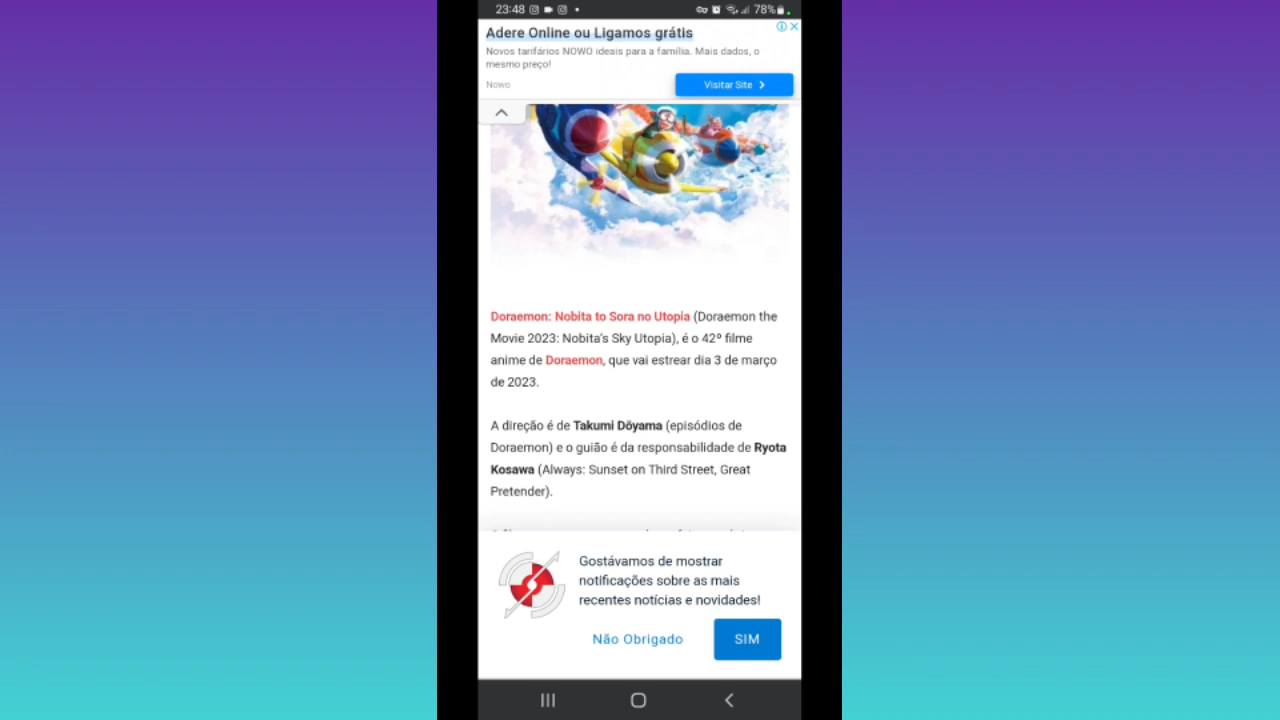 23:48
78%
Adere Online ou Ligamos grátis
Novos tarifários NOWO ideais para a família. Mais dados, o
mesmo preço!
Nowo
Visitar Site
Doraemon: Nobita to Sora no Utopia (Doraemon the
Movie 2023: Nobita's Sky Utopia), é o 42º filme
anime de Doraemon, que vai estrear dia 3 de março
de 2023.
A direção é de Takumi Dōyama (episódios de
Doraemon) e o guião é da responsabilidade de Ryota
Kosawa (Always: Sunset on Third Street, Great
Pretender).
Gostávamos de mostrar
notificações sobre as mais
recentes notícias e novidades!
Não Obrigado
SIM